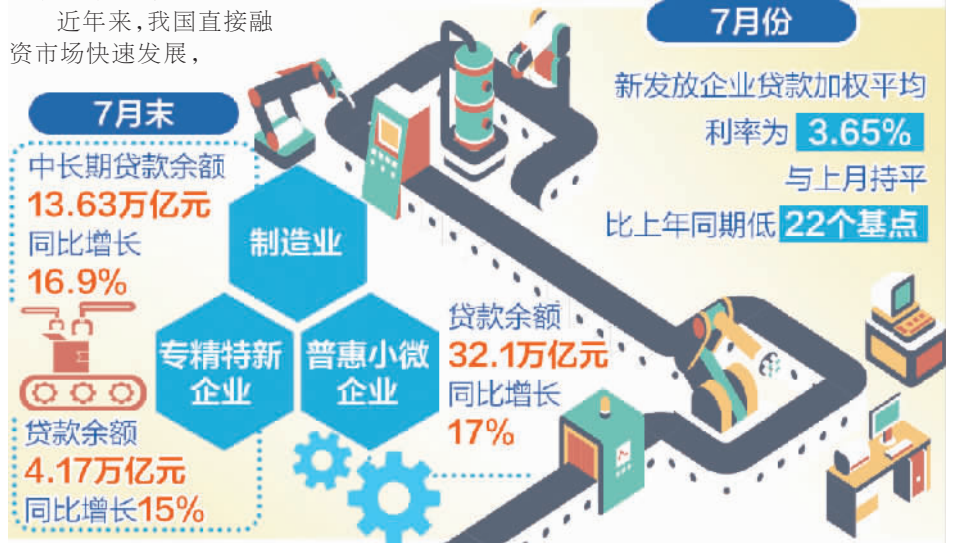 近年来，我国直接融
资市场快速发展，
7月末
中长期贷款余额
13.63万亿元
同比增长
16.9%
制造业
专精特新
企业
贷款余额
4.17万亿元
同比增长15%
普惠小微
企业
贷款余额
32.1万亿元
同比增长
17%
7月份
新发放企业贷款加权平均
利率为 3.65%
与上月持平
比上年同期低 22个基点